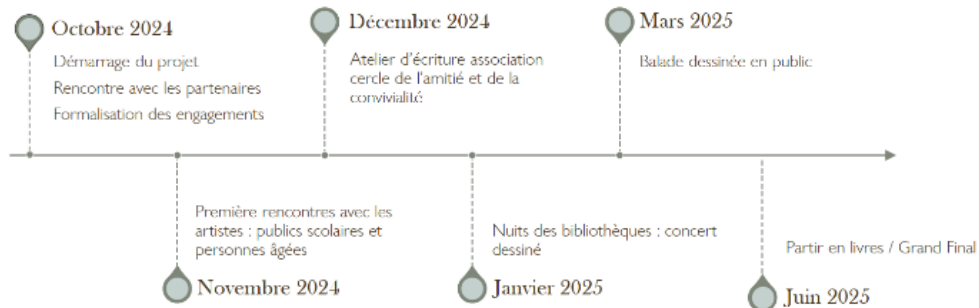 Octobre 2024
Démarrage du projet
Rencontre avec les partenaires
Formalisation des engagements
Décembre 2024
Atelier d'écriture association
cercle de l'amitié et de la
convivialité
Mars 2025
Balade dessinée en public
Première rencontres avec les
artistes : publics scolaires et
personnes âgées
Novembre 2024
Nuits des bibliothèques : concert
dessiné
Janvier 2025
Partir en livres / Grand Final
Juin 2025